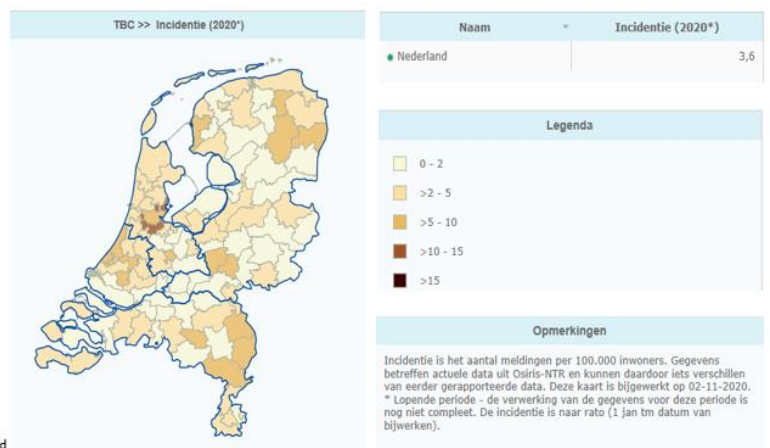 TBC >> Incidentie (2020*)
Naam Incidentie (2020*)
Nederland 3,6
Legenda
0 - 2
>2 - 5
>5 - 10
>10 - 15
>15
Opmerkingen
Incidentie is het aantal meldingen per 100.000 inwoners. Gegevens
betreffen actuele data uit Osiris-NTR en kunnen daardoor iets verschillen
van eerder gerapporteerde data. Deze kaart is bijgewerkt op 02-11-2020.
* Lopende periode - de verwerking van de gegevens voor deze periode is
nog niet compleet. De incidentie is naar rato (1 jan tm datum van
bijwerken).
d